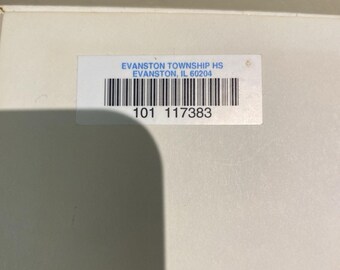 EVANSTON TOWNSHIP HS
EVANSTON, IL 60204
101 117383